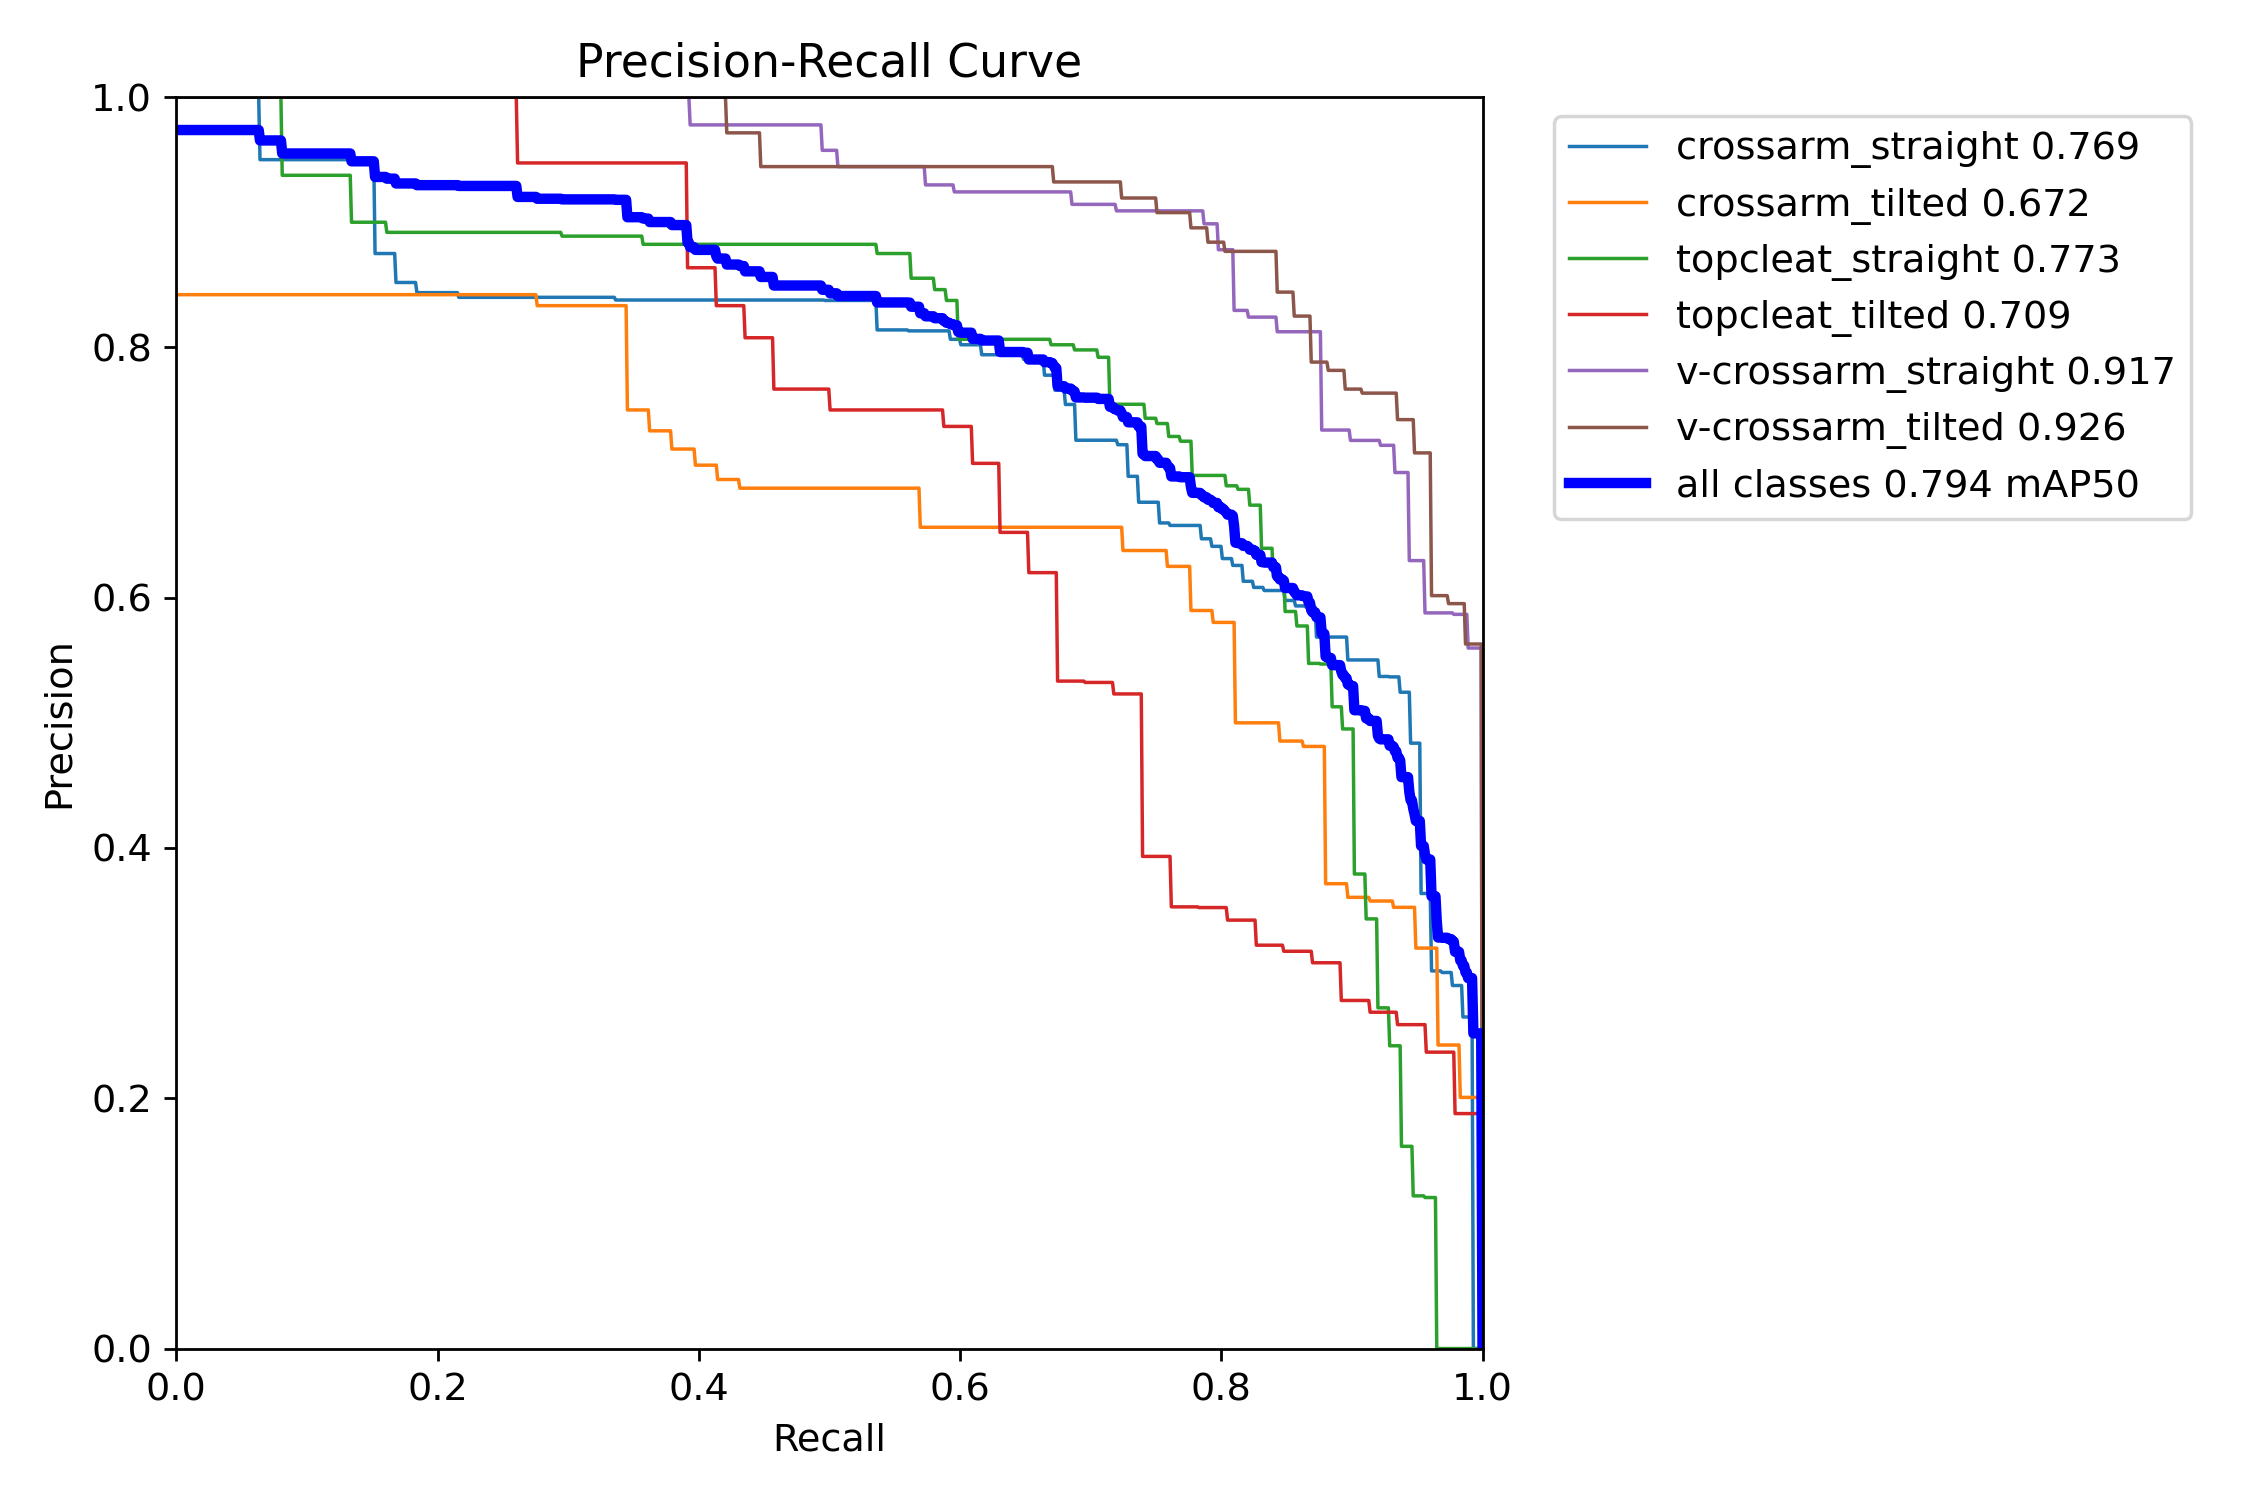 Precision-Recall Curve
1.0
0.8
0.6
0.4
0.2
0.0
Precision
0.0 0.2 0.4 0.6 0.8 1.0
Recall
crossarm_straight 0.769
crossarm_tilted 0.672
topcleat_straight 0.773
topcleat_tilted 0.709
v-crossarm_straight 0.917
v-crossarm_tilted 0.926
all classes 0.794 mAP50